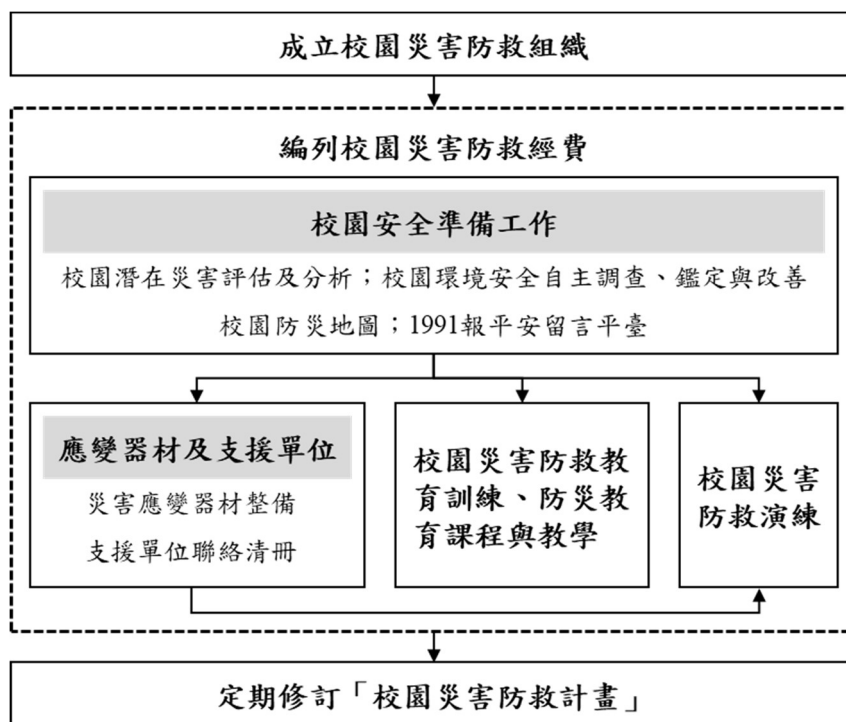 成立校園災害防救組織
編列校園災害防救經費
校園安全準備工作
校園潛在災害評估及分析；校園環境安全自主調查、鑑定與改善
校園防災地圖；1991報平安留言平臺
應變器材及支援單位
災害應變器材整備
支援單位聯絡清冊
校園災害防救教
育訓練、防災教
育課程與教學
校園災害
防救演練
定期修訂「校園災害防救計畫」